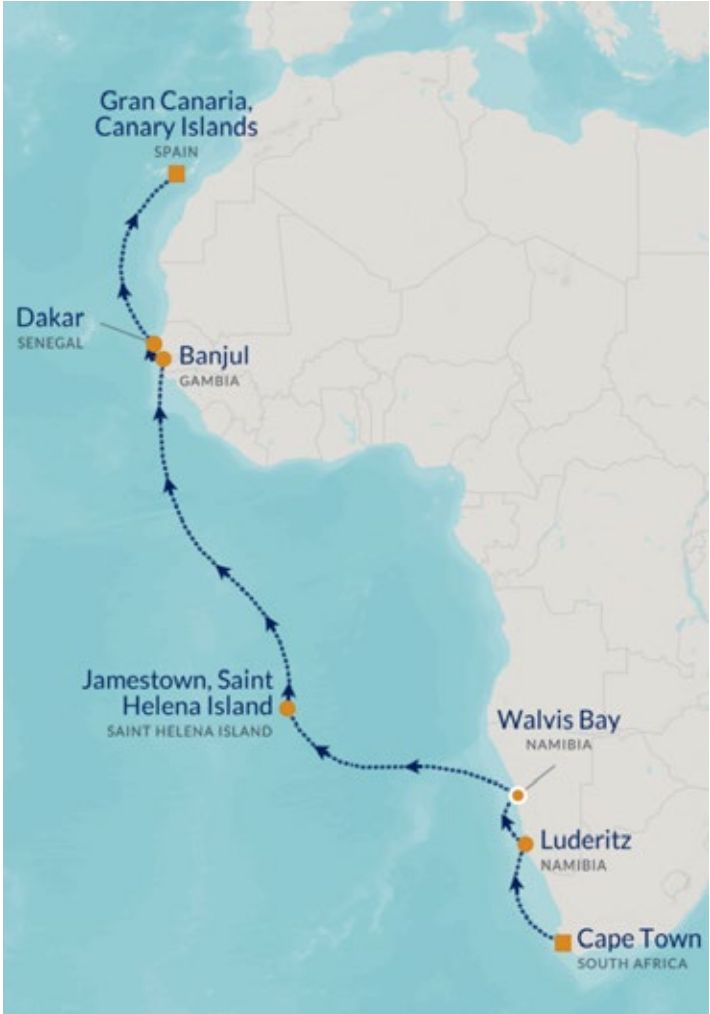 Gran Canaria,
Canary Islands
SPAIN
Dakar
SENEGAL
Banjul
GAMBIA
Jamestown, Saint
Helena Island
SAINT HELENA ISLAND
Walvis Bay
NAMIBIA
Luderitz
NAMIBIA
Cape Town
SOUTH AFRICA